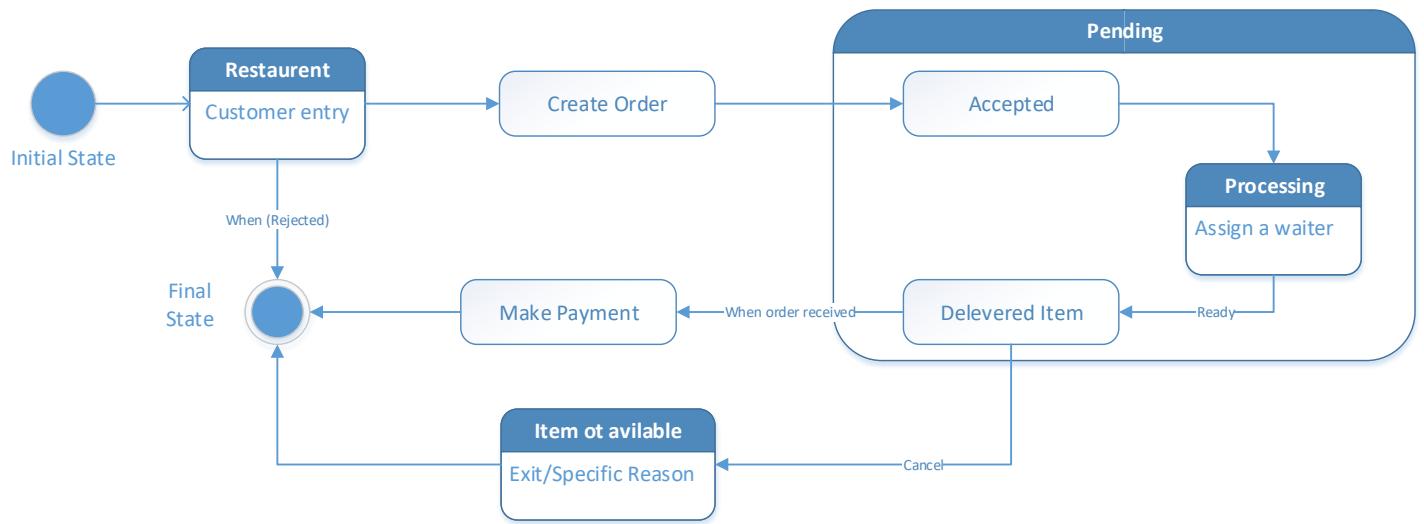 Pending
Restaurent
Customer entry
Create Order
Accepted
Initial State
Processing
Assign a waiter
When (Rejected)
Final
State
Make Payment
When order received
Delevered Item
Ready
Item ot avilable
Exit/Specific Reason
Cancel